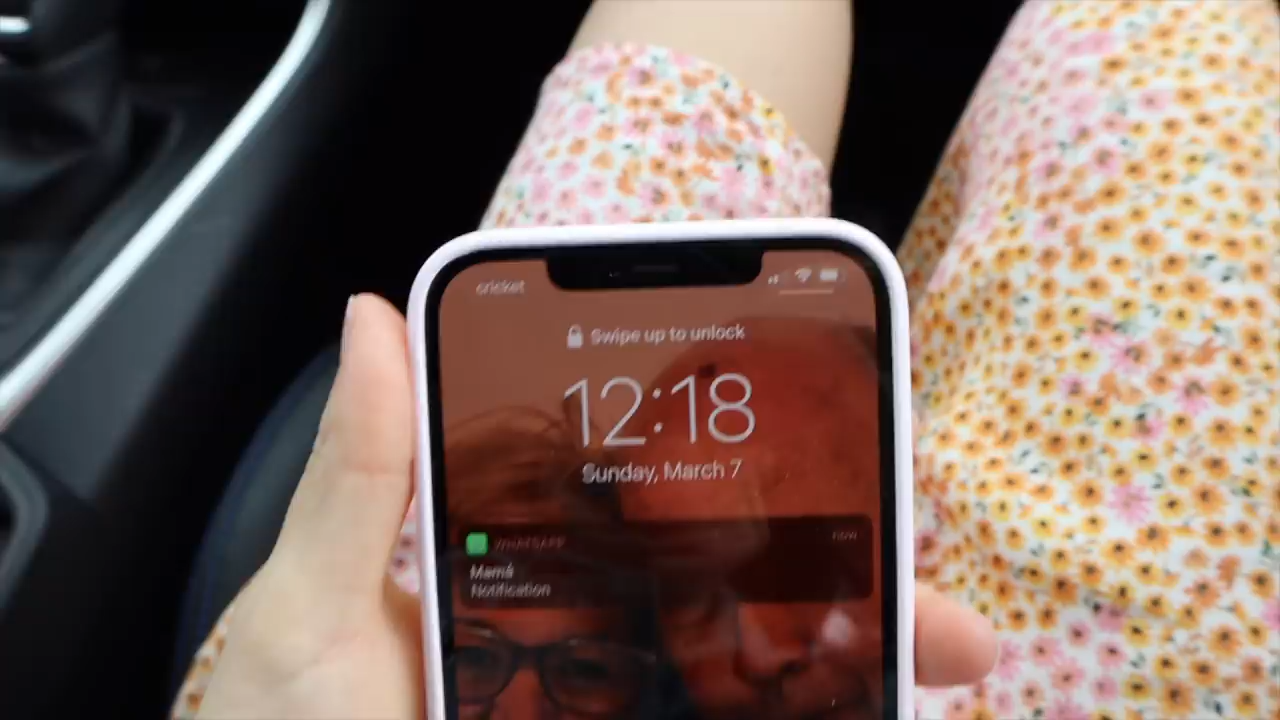 cricket
Swipe up to unlock
12:18
Sunday, March 7
WHATSAPP
now
Mamá
Notification